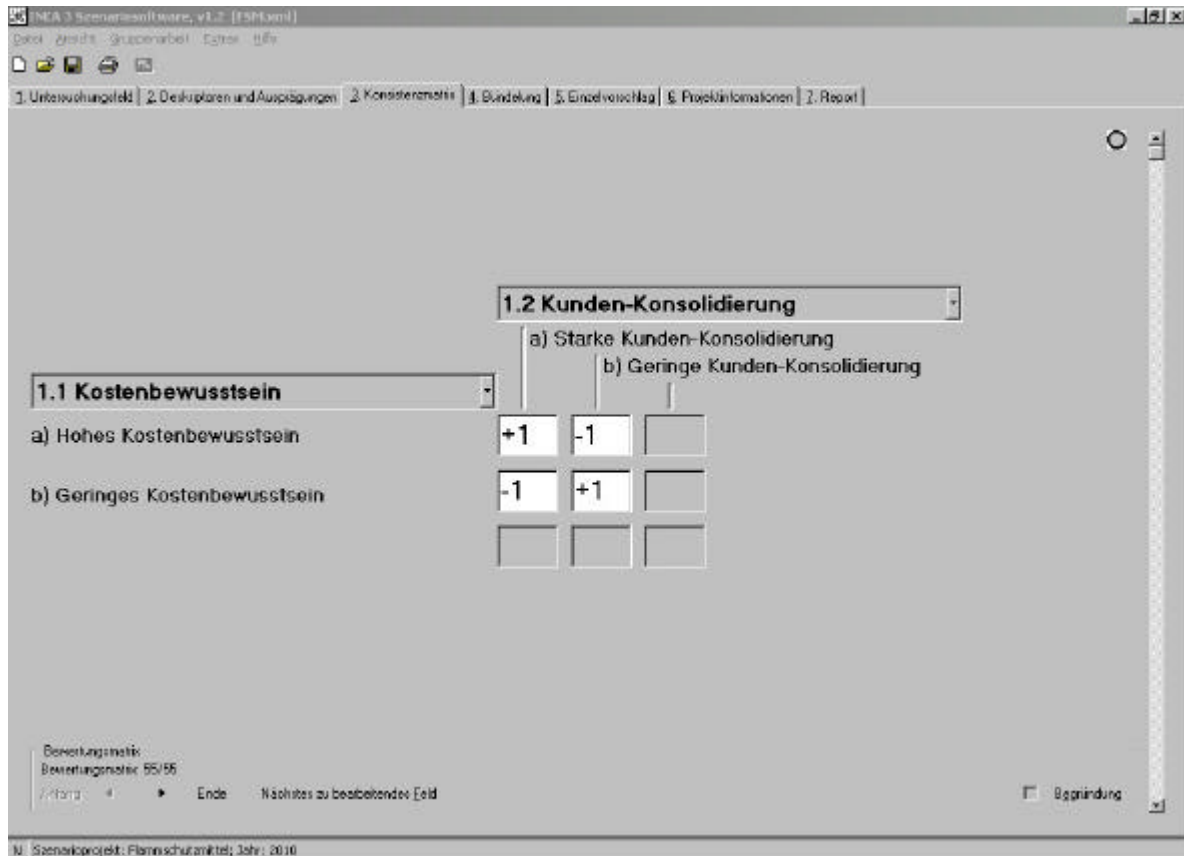 INCA 3 Szenariosoftware, v1.2 [FSM.xml]
Datei Ansicht Gruppenarbeit Extras Hilfe
1. Untersuchungsfeld 2. Deskriptoren und Ausprägungen 3. Konsistenzmatrix 4. Bündelung 5. Einzelvorschlag 6. Projektinformationen 7. Report
1.2 Kunden-Konsolidierung
a) Starke Kunden-Konsolidierung
b) Geringe Kunden-Konsolidierung
1.1 Kostenbewusstsein
a) Hohes Kostenbewusstsein +1 -1
b) Geringes Kostenbewusstsein -1 +1
Bewertungsmatrix
Bewertungsmatrix 55/55
Anfang Ende Nächstes zu bearbeitendes Feld Begründung
N Szenarioprojekt: Flammschutzmittel; Jahr: 2010